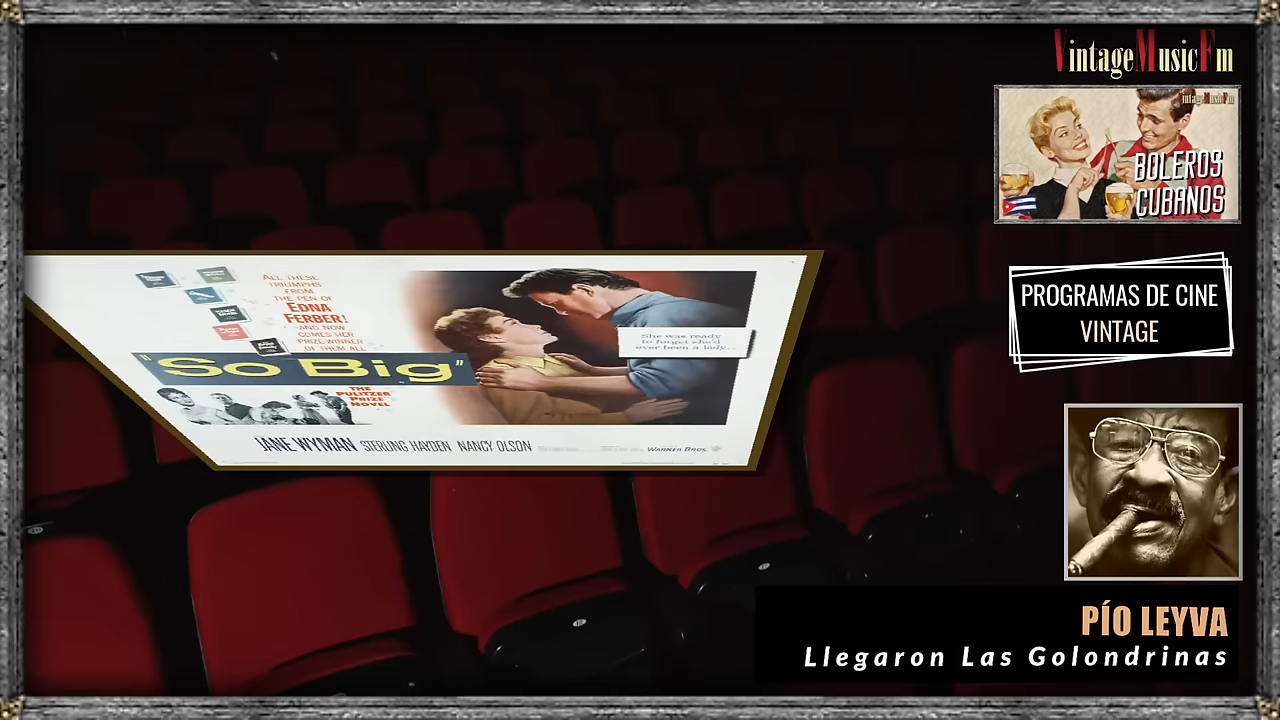 VintageMusicFm
BOLEROS
CUBANOS
PROGRAMAS DE CINE
VINTAGE
ALL THESE
TRIUMPHS
FROM
THE PEN OF
EDNA
FERBER!
-AND NOW
COMES HER
PRIZE-WINNER
OF THEM ALL
"So Big"
THE
PULITZER
PRIZE
NOVEL
She was ready
to forget she'd
ever been a lady..
JANE WYMAN STERLING HAYDEN NANCY OLSON
WARNER BROS.
PÍO LEYVA
Llegaron Las Golondrinas